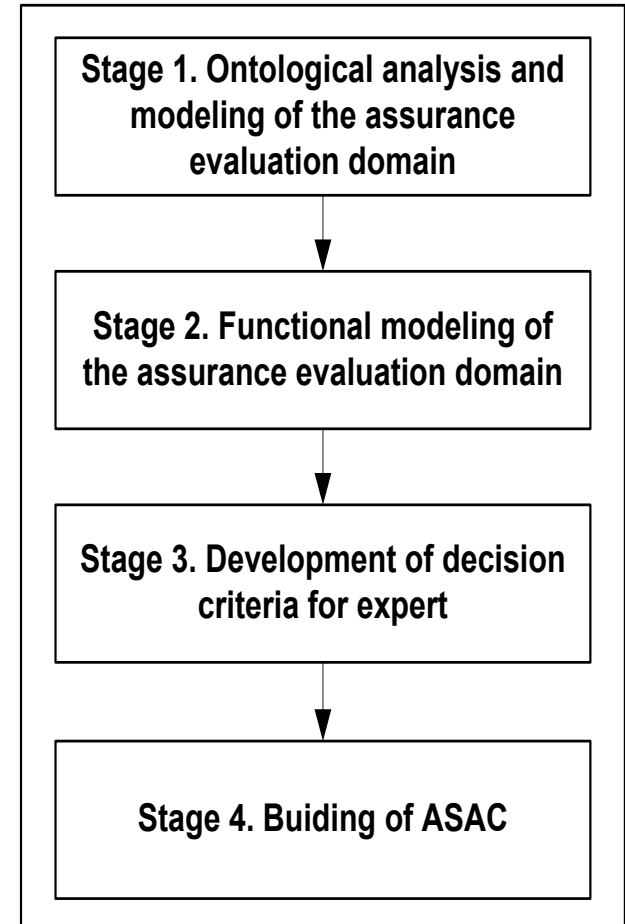 Stage 1. Ontological analysis and
modeling of the assurance
evaluation domain
Stage 2. Functional modeling of
the assurance evaluation domain
Stage 3. Development of decision
criteria for expert
Stage 4. Buiding of ASAC